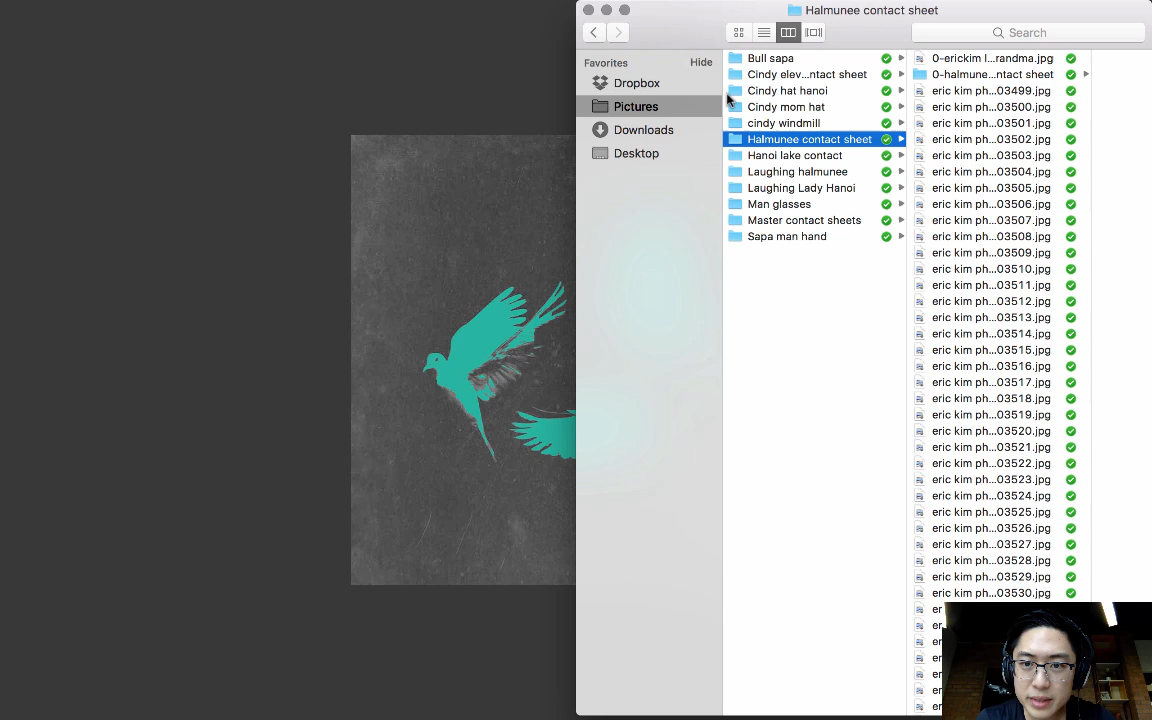 Halmunee contact sheet
Search
Favorites
Hide
Dropbox
Pictures
Downloads
Desktop
Bull sapa
Cindy elev...ntact sheet
Cindy hat hanoi
Cindy mom hat
cindy windmill
Halmunee contact sheet
Hanoi lake contact
Laughing halmunee
Laughing Lady Hanoi
Man glasses
Master contact sheets
Sapa man hand
0-erickim l...randma.jpg
0-halmune...ntact sheet
eric kim ph...03499.jpg
eric kim ph...03500.jpg
eric kim ph...03501.jpg
eric kim ph...03502.jpg
eric kim ph...03503.jpg
eric kim ph...03504.jpg
eric kim ph...03505.jpg
eric kim ph...03506.jpg
eric kim ph...03507.jpg
eric kim ph...03508.jpg
eric kim ph...03509.jpg
eric kim ph...03510.jpg
eric kim ph...03511.jpg
eric kim ph...03512.jpg
eric kim ph...03513.jpg
eric kim ph...03514.jpg
eric kim ph...03515.jpg
eric kim ph...03516.jpg
eric kim ph...03517.jpg
eric kim ph...03518.jpg
eric kim ph...03519.jpg
eric kim ph...03520.jpg
eric kim ph...03521.jpg
eric kim ph...03522.jpg
eric kim ph...03523.jpg
eric kim ph...03524.jpg
eric kim ph...03525.jpg
eric kim ph...03526.jpg
eric kim ph...03527.jpg
eric kim ph...03528.jpg
eric kim ph...03529.jpg
eric kim ph...03530.jpg